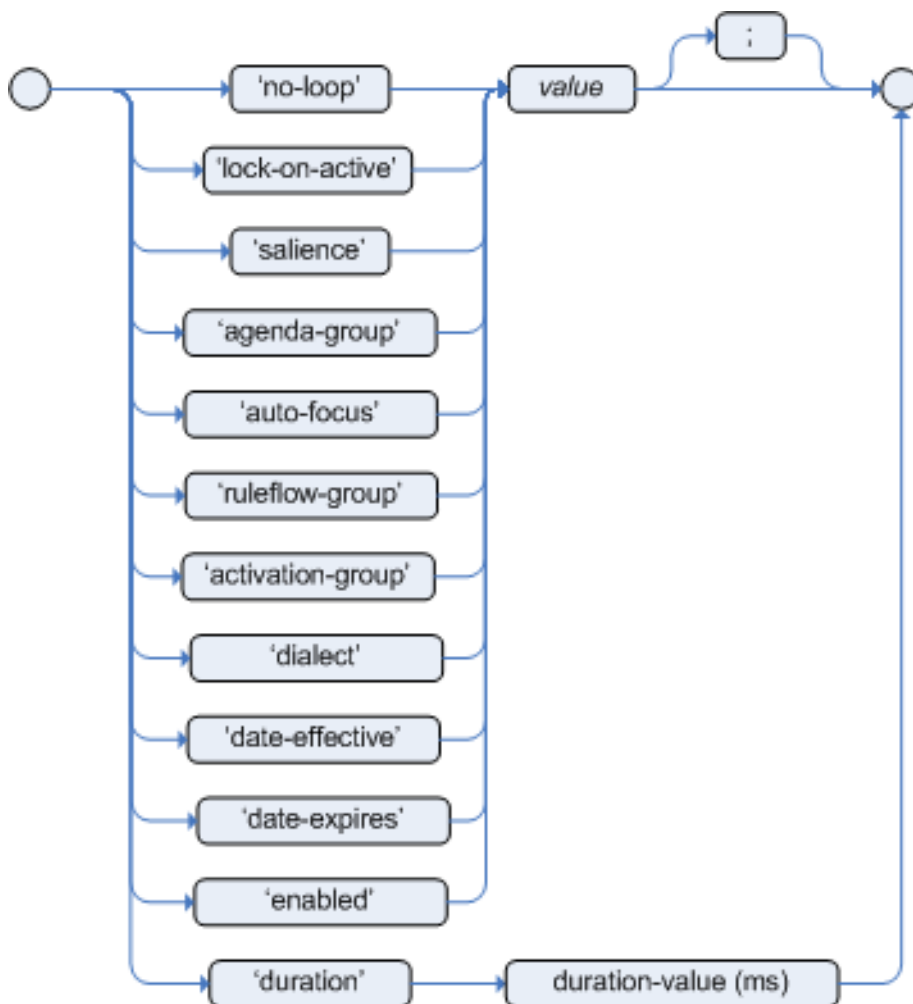 ;
‘no-loop’ value
‘lock-on-active’
‘salience’
‘agenda-group’
‘auto-focus’
‘ruleflow-group’
‘activation-group’
‘dialect’
‘date-effective’
‘date-expires’
‘enabled’
‘duration’ duration-value (ms)